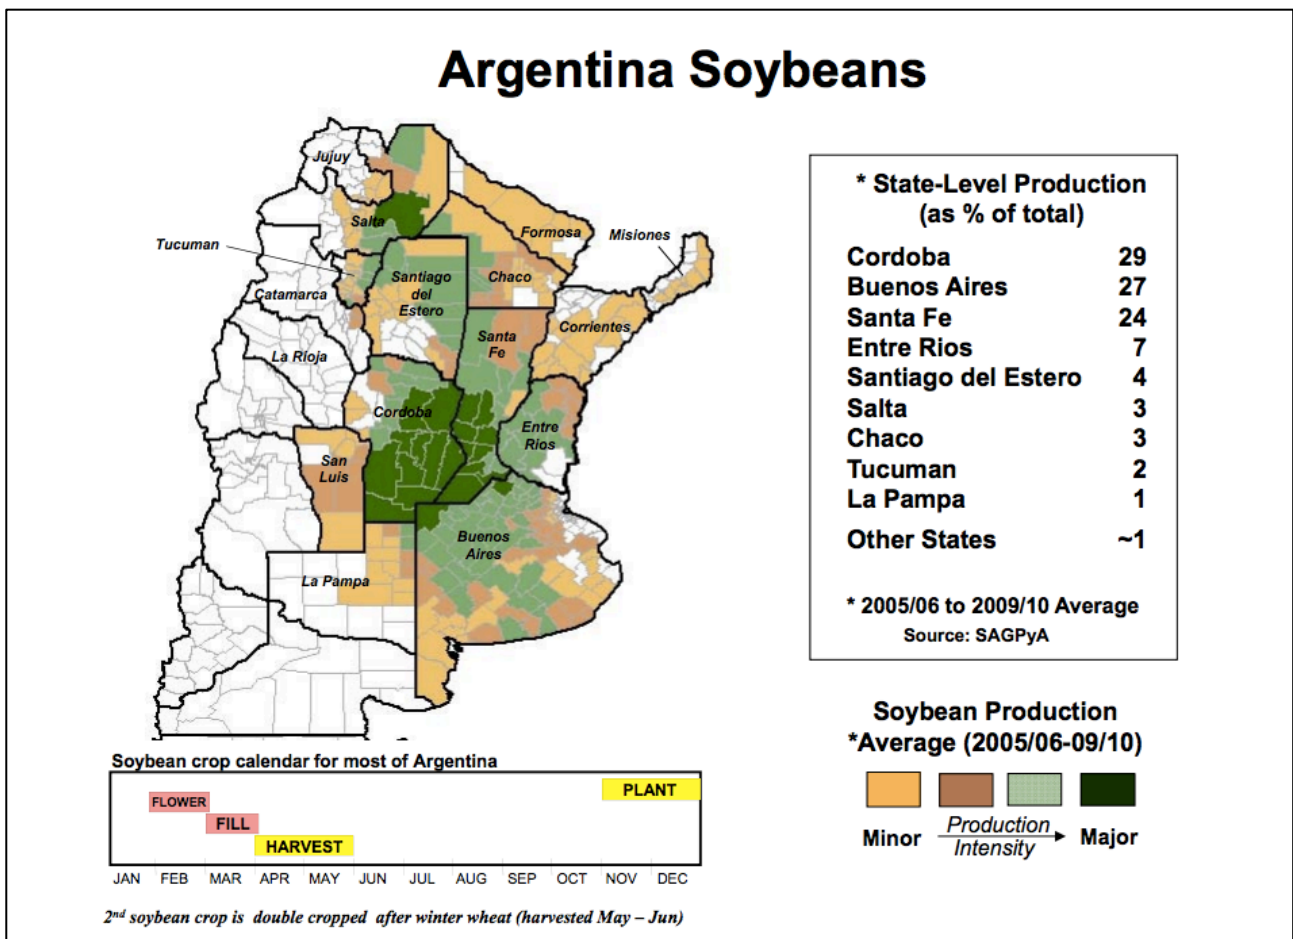 Argentina Soybeans
Jujuy
Salta
Formosa
Misiones
Tucuman
Santiago
del
Estero
Chaco
Catamarca
Corrientes
Santa
Fe
La Rioja
Cordoba
Entre
Rios
San
Luis
Buenos
Aires
La Pampa
* State-Level Production
(as % of total)
Cordoba 29
Buenos Aires 27
Santa Fe 24
Entre Rios 7
Santiago del Estero 4
Salta 3
Chaco 3
Tucuman 2
La Pampa 1
Other States ~1
* 2005/06 to 2009/10 Average
Source: SAGPyA
Soybean Production
*Average (2005/06-09/10)
Minor Production Intensity Major
Soybean crop calendar for most of Argentina
PLANT
FLOWER
FILL
HARVEST
JAN FEB MAR APR MAY JUN JUL AUG SEP OCT NOV DEC
2nd soybean crop is double cropped after winter wheat (harvested May – Jun)